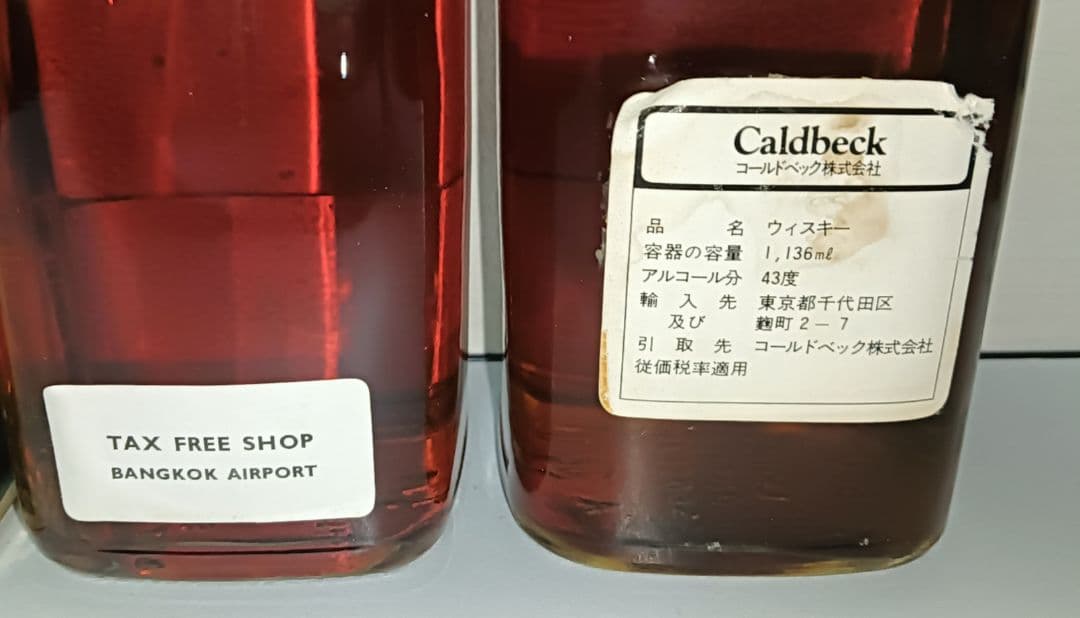 TAX FREE SHOP
BANGKOK AIRPORT
Caldbeck
コールドベック株式会社
品 名 ウィスキー
容器の容量 1,136ml
アルコール分 43度
輸入先 東京都千代田区
及び 麹町2-7
引取先 コールドベック株式会社
従価税率適用